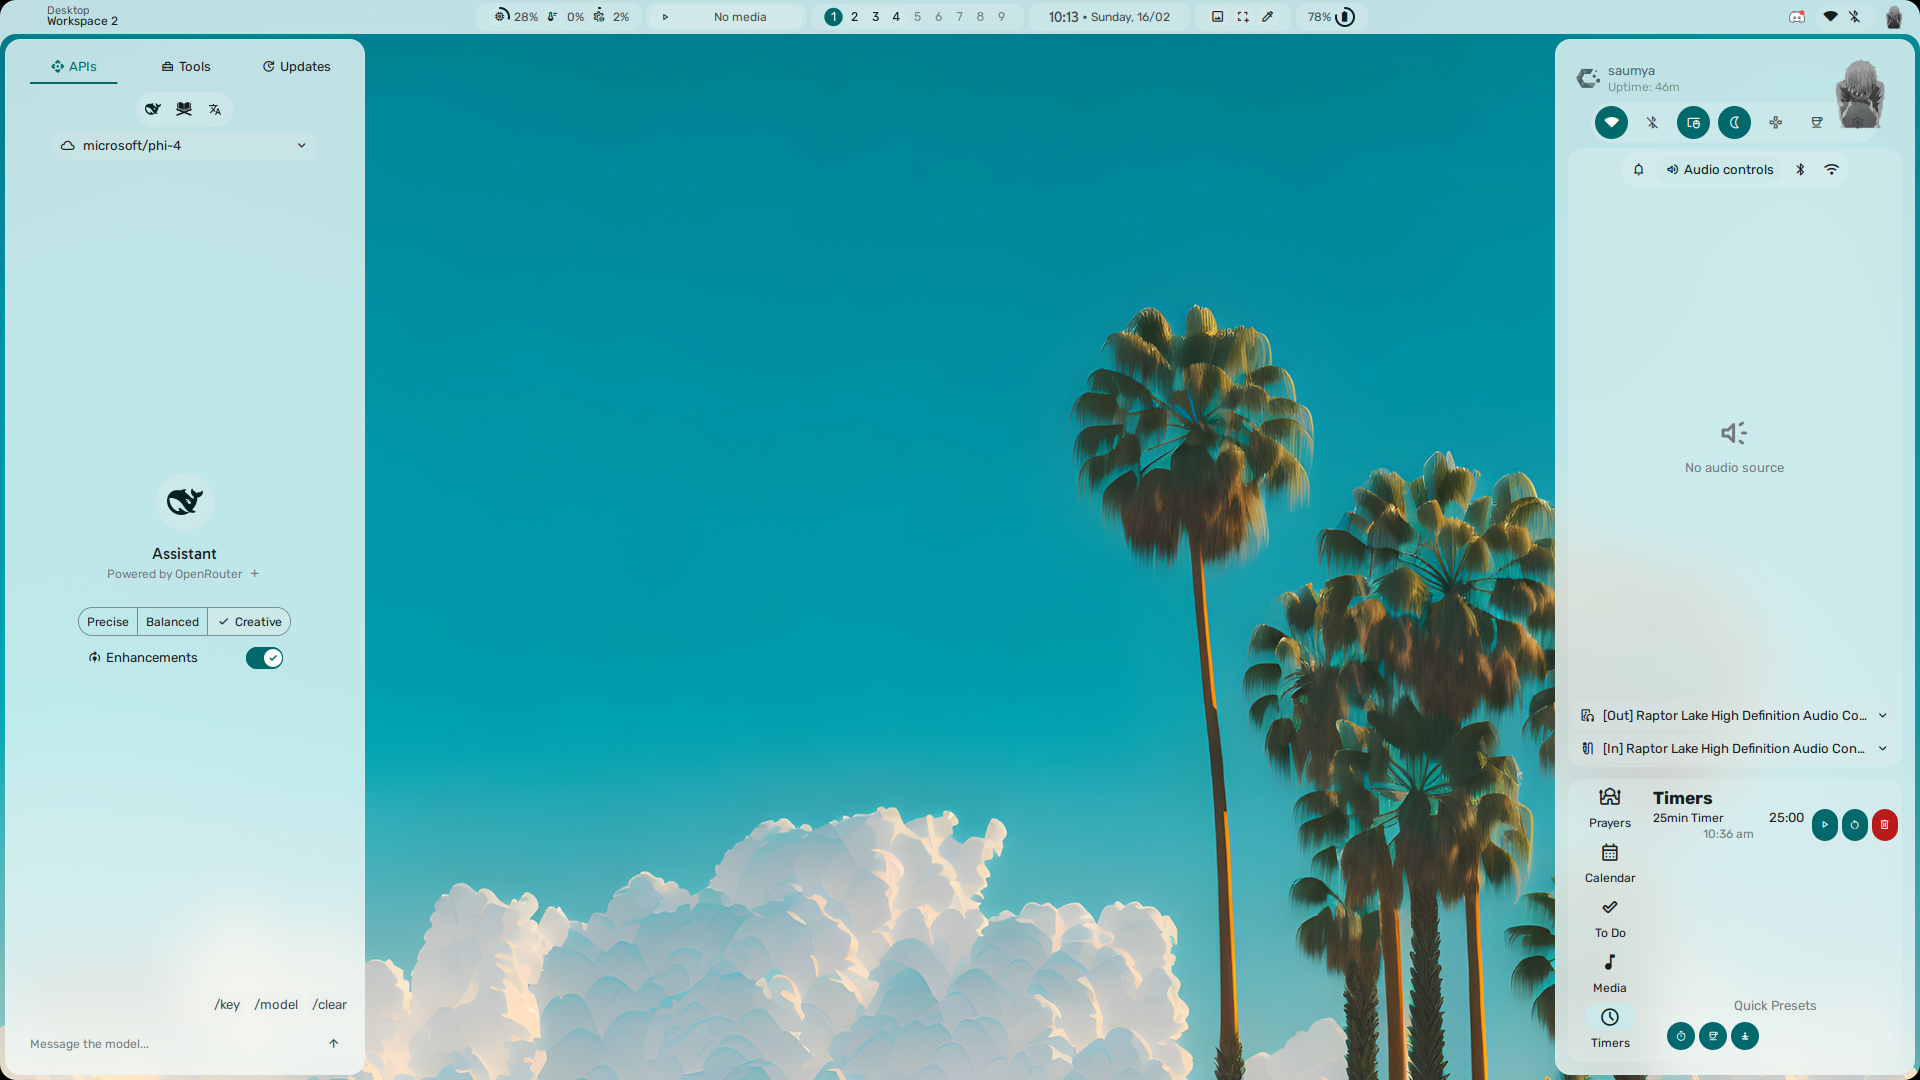 Desktop
Workspace 2
28% 0% 2%
No media
1 2 3 4 5 6 7 8 9
10:13 • Sunday, 16/02
78%
APIs Tools Updates
microsoft/phi-4
Assistant
Powered by OpenRouter +
Precise Balanced Creative
Enhancements
/key /model /clear
Message the model...
saumya
Uptime: 46m
Audio controls
No audio source
[Out] Raptor Lake High Definition Audio Co...
[In] Raptor Lake High Definition Audio Con...
Prayers
Calendar
To Do
Media
Timers
Timers
25min Timer 25:00
10:36 am
Quick Presets